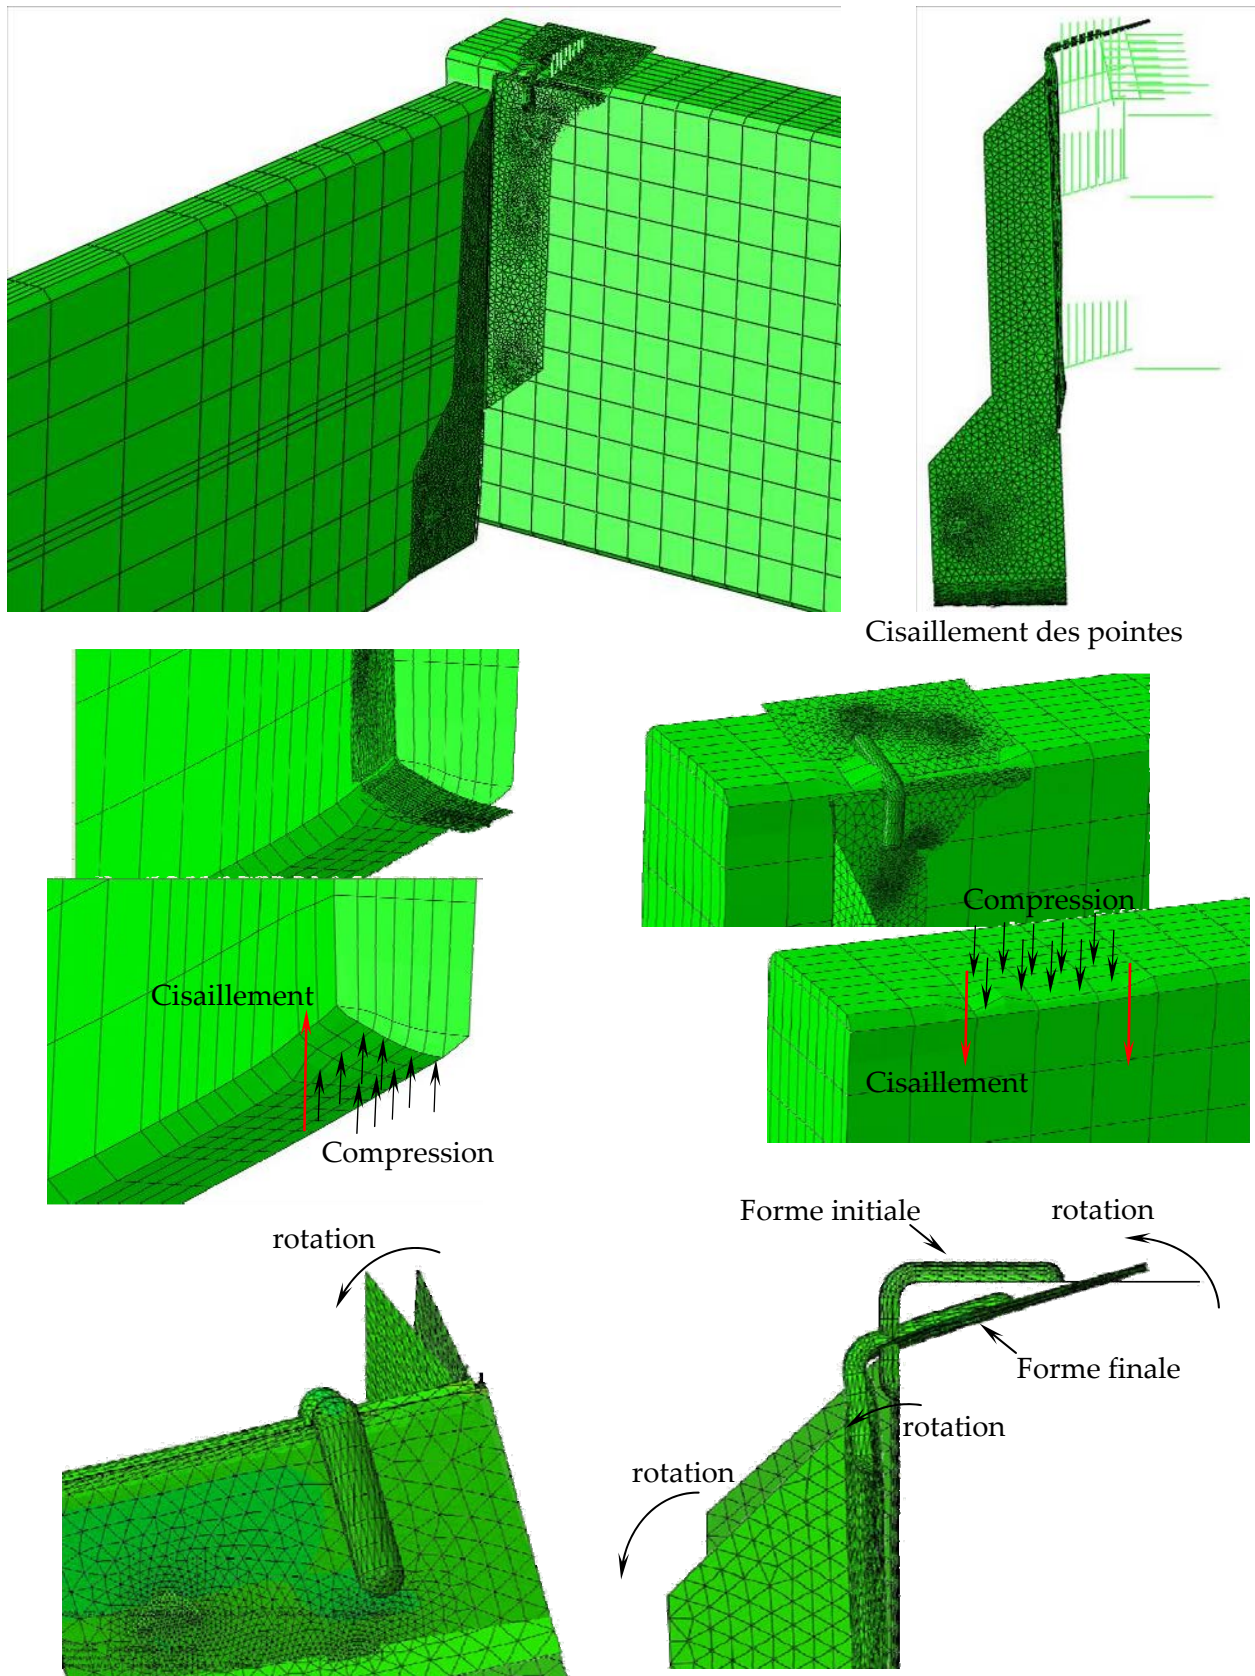 Cisaillement des pointes
Compression
Cisaillement
Cisaillement
Compression
Forme initiale
rotation
rotation
Forme finale
rotation
rotation